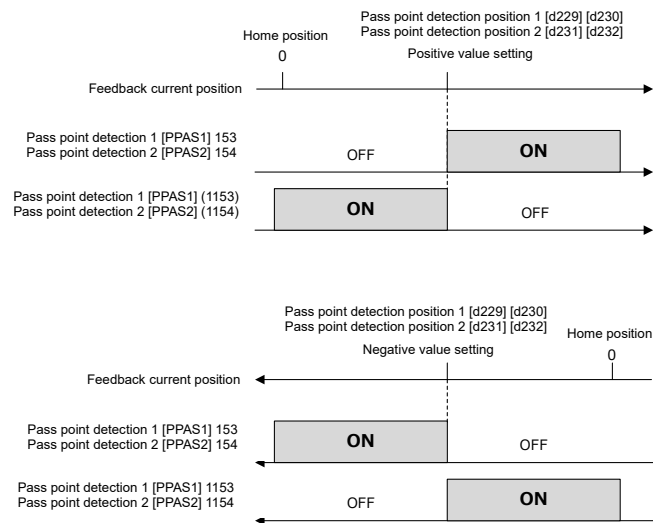 Pass point detection position 1 [d229] [d230]
Pass point detection position 2 [d231] [d232]
Home position
0
Positive value setting
Feedback current position
Pass point detection 1 [PPAS1] 153
Pass point detection 2 [PPAS2] 154
OFF
ON
Pass point detection 1 [PPAS1] (1153)
Pass point detection 2 [PPAS2] (1154)
ON
OFF
Pass point detection position 1 [d229] [d230]
Pass point detection position 2 [d231] [d232]
Home position
Negative value setting
0
Feedback current position
Pass point detection 1 [PPAS1] 153
Pass point detection 2 [PPAS2] 154
ON
OFF
Pass point detection 1 [PPAS1] 1153
Pass point detection 2 [PPAS2] 1154
OFF
ON